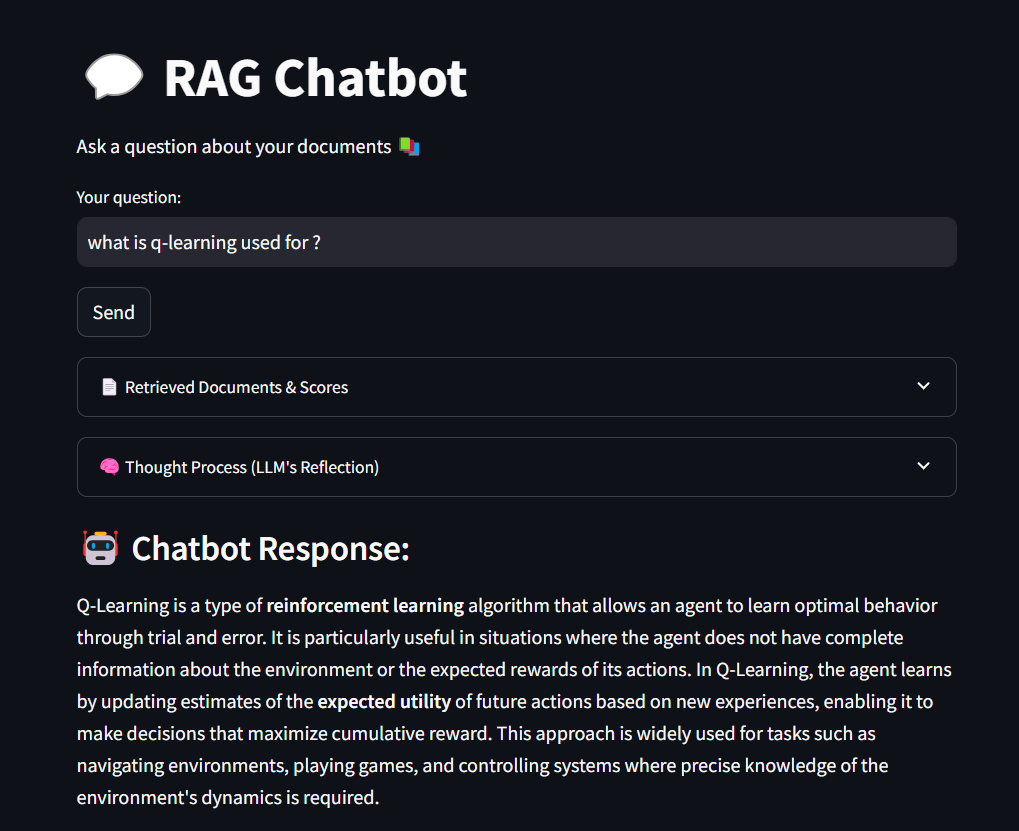 RAG Chatbot
Ask a question about your documents
Your question:
what is q-learning used for ?
Send
Retrieved Documents & Scores
Thought Process (LLM's Reflection)
Chatbot Response:
Q-Learning is a type of reinforcement learning algorithm that allows an agent to learn optimal behavior
through trial and error. It is particularly useful in situations where the agent does not have complete
information about the environment or the expected rewards of its actions. In Q-Learning, the agent learns
by updating estimates of the expected utility of future actions based on new experiences, enabling it to
make decisions that maximize cumulative reward. This approach is widely used for tasks such as
navigating environments, playing games, and controlling systems where precise knowledge of the
environment's dynamics is required.